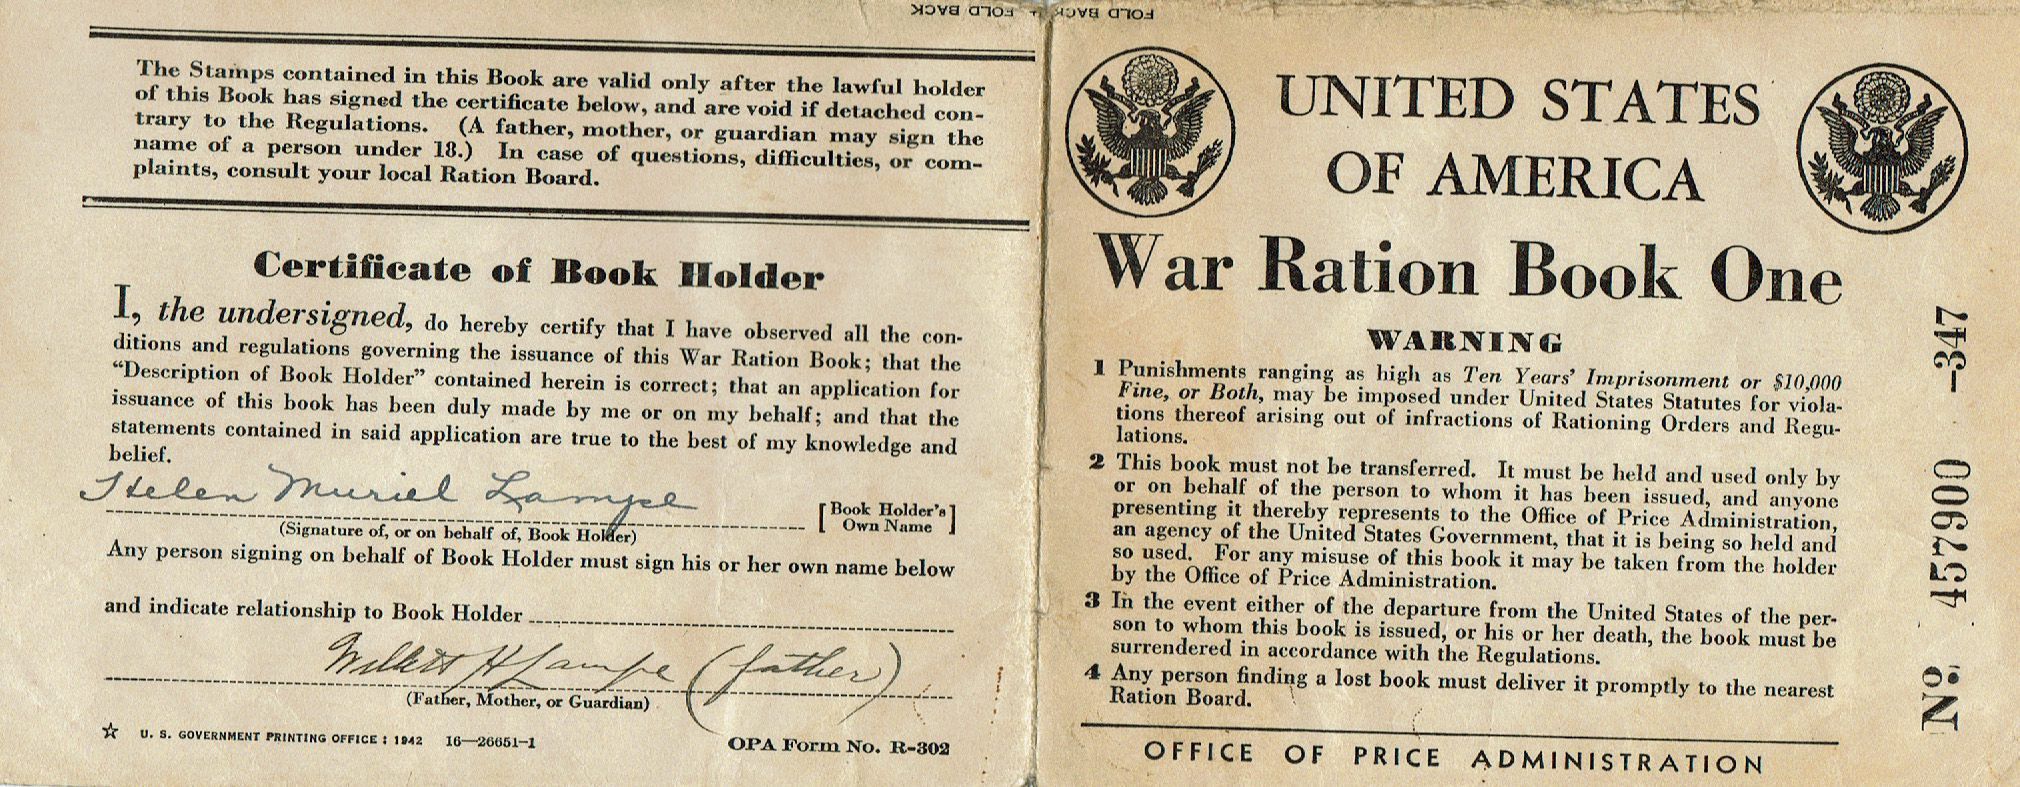 FOLD BACK
FOLD BACK
The Stamps contained in this Book are valid only after the lawful holder
of this Book has signed the certificate below, and are void if detached con-
trary to the Regulations. (A father, mother, or guardian may sign the
name of a person under 18.) In case of questions, difficulties, or com-
plaints, consult your local Ration Board.
Certificate of Book Holder
I, the undersigned, do hereby certify that I have observed all the con-
ditions and regulations governing the issuance of this War Ration Book; that the
“Description of Book Holder” contained herein is correct; that an application for
issuance of this book has been duly made by me or on my behalf; and that the
statements contained in said application are true to the best of my knowledge and
belief.
Helen Muriel Lampe
[Book Holder's
Own Name]
(Signature of, or on behalf of, Book Holder)
Any person signing on behalf of Book Holder must sign his or her own name below
and indicate relationship to Book Holder
Willett H Lampe (father)
(Father, Mother, or Guardian)
☆ U. S. GOVERNMENT PRINTING OFFICE : 1942 16—26651-1
OPA Form No. R-302
UNITED STATES
OF AMERICA
War Ration Book One
WARNING
1 Punishments ranging as high as Ten Years' Imprisonment or $10,000
Fine, or Both, may be imposed under United States Statutes for viola-
tions thereof arising out of infractions of Rationing Orders and Regu-
lations.
2 This book must not be transferred. It must be held and used only by
or on behalf of the person to whom it has been issued, and anyone
presenting it thereby represents to the Office of Price Administration,
an agency of the United States Government, that it is being so held and
so used. For any misuse of this book it may be taken from the holder
by the Office of Price Administration.
3 In the event either of the departure from the United States of the per-
son to whom this book is issued, or his or her death, the book must be
surrendered in accordance with the Regulations.
4 Any person finding a lost book must deliver it promptly to the nearest
Ration Board.
OFFICE OF PRICE ADMINISTRATION
No. 457900 -347